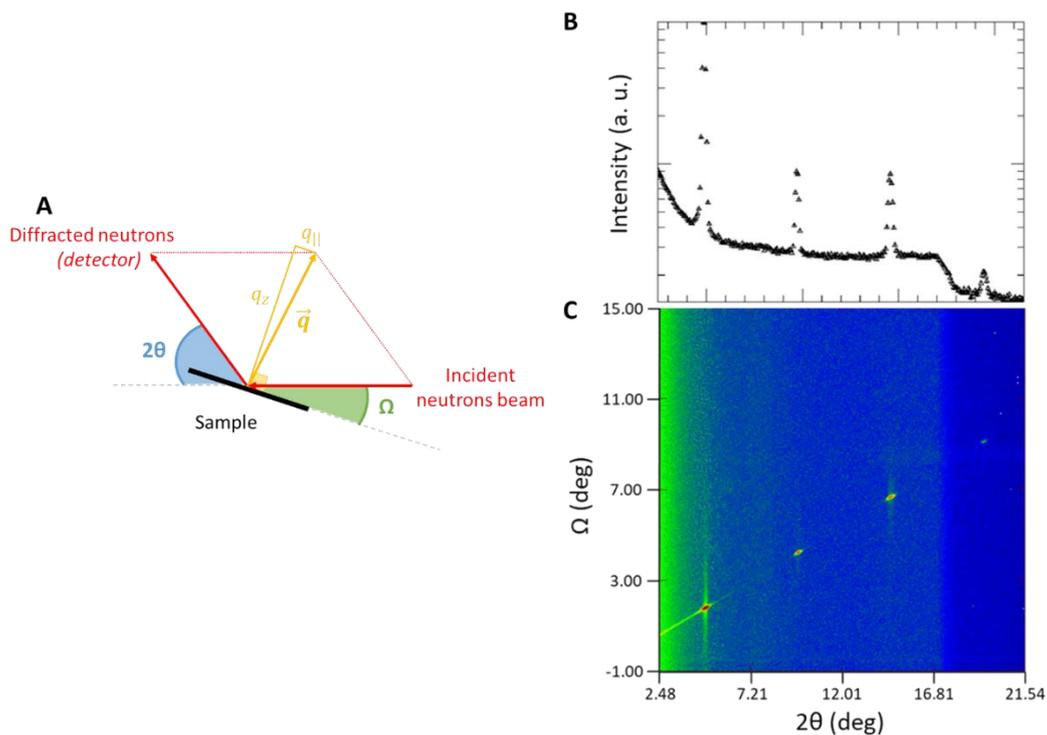 A
Diffracted neutrons
(detector)
q||
qz
q⃗
2θ
Incident
neutrons beam
Ω
Sample
B
Intensity (a. u.)
C
15.00
11.00
7.00
3.00
-1.00
Ω (deg)
2.48 7.21 12.01 16.81 21.54
2θ (deg)